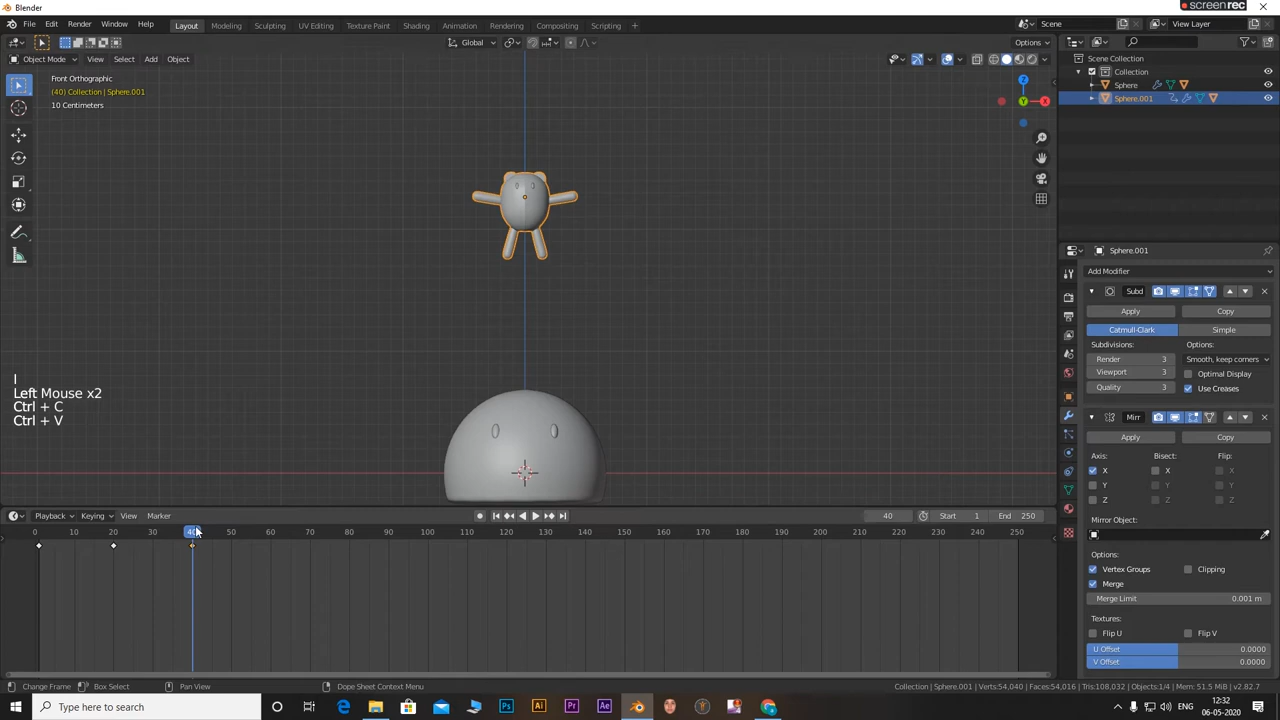 Blender
screenrec
File Edit Render Window Help Layout Modeling Sculpting UV Editing Texture Paint Shading Animation Rendering Compositing Scripting + Scene View Layer
Global Options
Object Mode View Select Add Object
Front Orthographic
(40) Collection | Sphere.001
10 Centimeters
Z
Y
X
Scene Collection
Collection
Sphere
Sphere.001
Sphere.001
Add Modifier
Subd
Apply Copy
Catmull-Clark Simple
Subdivisions: Options:
Render 3 Smooth, keep corners
Viewport 3 Optimal Display
Quality 3 Use Creases
Mirr
Apply Copy
Axis: Bisect: Flip:
X X X
Y Y Y
Z Z Z
Mirror Object:
Options:
Vertex Groups Clipping
Merge
Merge Limit 0.001 m
Textures:
Flip U Flip V
U Offset 0.0000
V Offset 0.0000
I
Left Mouse x2
Ctrl + C
Ctrl + V
Playback Keying View Marker 40 Start 1 End 250
0 10 20 30 40 50 60 70 80 90 100 110 120 130 140 150 160 170 180 190 200 210 220 230 240 250
Change Frame Box Select Pan View Dope Sheet Context Menu Collection | Sphere.001 | Verts:54,040 | Faces:54,016 | Tris:108,032 | Objects:1/4 | Mem: 51.5 MiB | v2.82.7
Type here to search
Ps Ai Pr Ae
ENG 12:32
06-05-2020